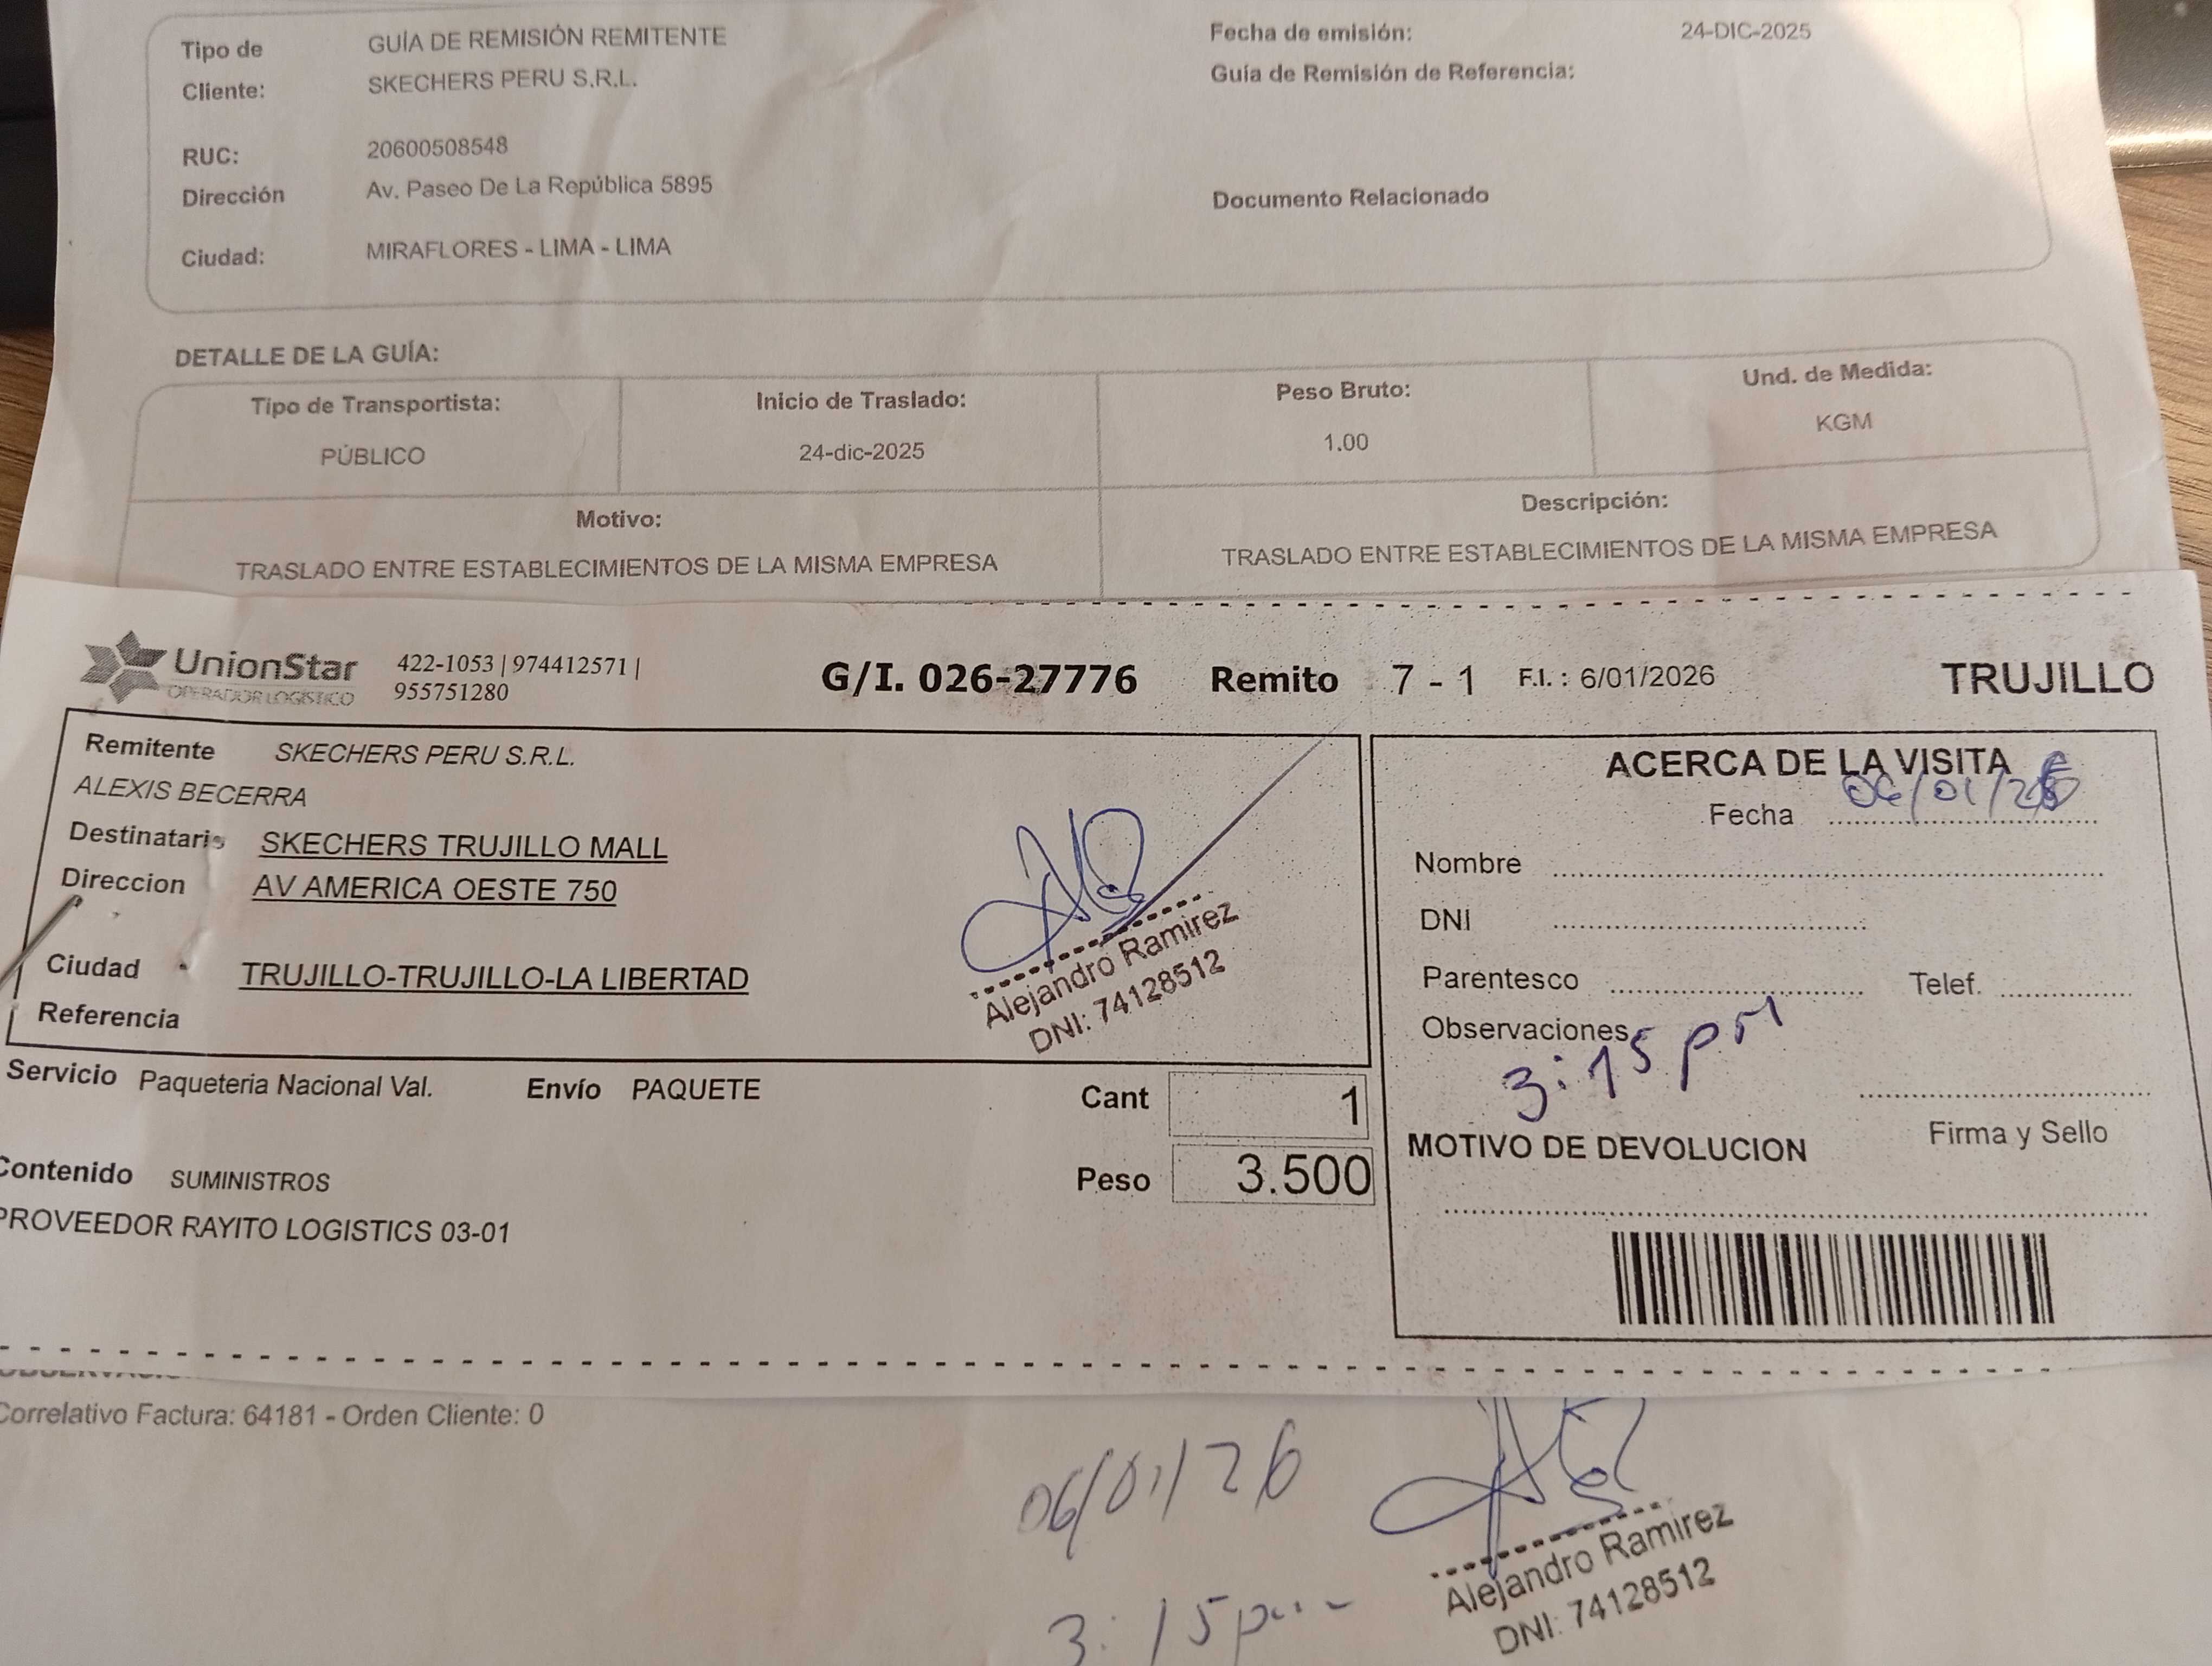 Tipo de GUÍA DE REMISIÓN REMITENTE Fecha de emisión: 24-DIC-2025
Cliente: SKECHERS PERU S.R.L. Guía de Remisión de Referencia:
RUC: 20600508548
Dirección Av. Paseo De La República 5895 Documento Relacionado
Ciudad: MIRAFLORES - LIMA - LIMA
DETALLE DE LA GUÍA:
Tipo de Transportista: Inicio de Traslado: Peso Bruto: Und. de Medida:
PÚBLICO 24-dic-2025 1.00 KGM
Motivo: Descripción:
TRASLADO ENTRE ESTABLECIMIENTOS DE LA MISMA EMPRESA TRASLADO ENTRE ESTABLECIMIENTOS DE LA MISMA EMPRESA
UnionStar 422-1053 | 974412571 | G/I. 026-27776 Remito 7 - 1 F.I. : 6/01/2026 TRUJILLO
OPERADOR LOGÍSTICO 955751280
Remitente SKECHERS PERU S.R.L.
ALEXIS BECERRA
Destinatario SKECHERS TRUJILLO MALL
Direccion AV AMERICA OESTE 750
Ciudad TRUJILLO-TRUJILLO-LA LIBERTAD
Referencia
Alejandro Ramirez
DNI: 74128512
Servicio Paqueteria Nacional Val. Envío PAQUETE Cant 1
Peso 3.500
Contenido SUMINISTROS
PROVEEDOR RAYITO LOGISTICS 03-01
ACERCA DE LA VISITA
Fecha 06/01/26
Nombre
DNI
Parentesco Telef.
Observaciones
3:15 pm
Firma y Sello
MOTIVO DE DEVOLUCION
Correlativo Factura: 64181 - Orden Cliente: 0
06/01/26
3:15pm
Alejandro Ramirez
DNI: 74128512